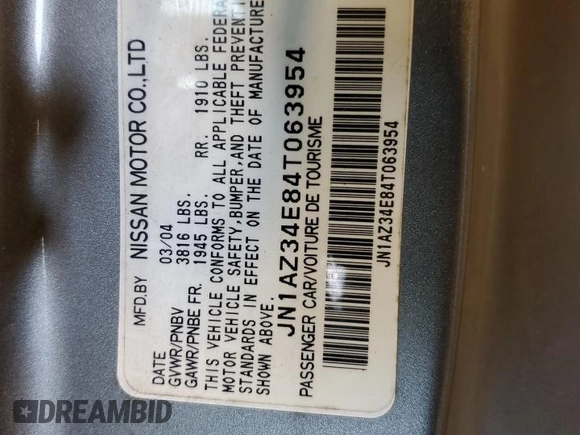 MFD.BY NISSAN MOTOR CO.,LTD
DATE 03/04
GVWR/PNBV 3816 LBS.
GAWR/PNBE FR. 1945 LBS. RR. 1910 LBS.
THIS VEHICLE CONFORMS TO ALL APPLICABLE FEDERA
MOTOR VEHICLE SAFETY,BUMPER,AND THEFT PREVENTI
STANDARDS IN EFFECT ON THE DATE OF MANUFACTURE
SHOWN ABOVE.
JN1AZ34E84T063954
PASSENGER CAR/VOITURE DE TOURISME
JN1AZ34E84T063954
DREAMBID